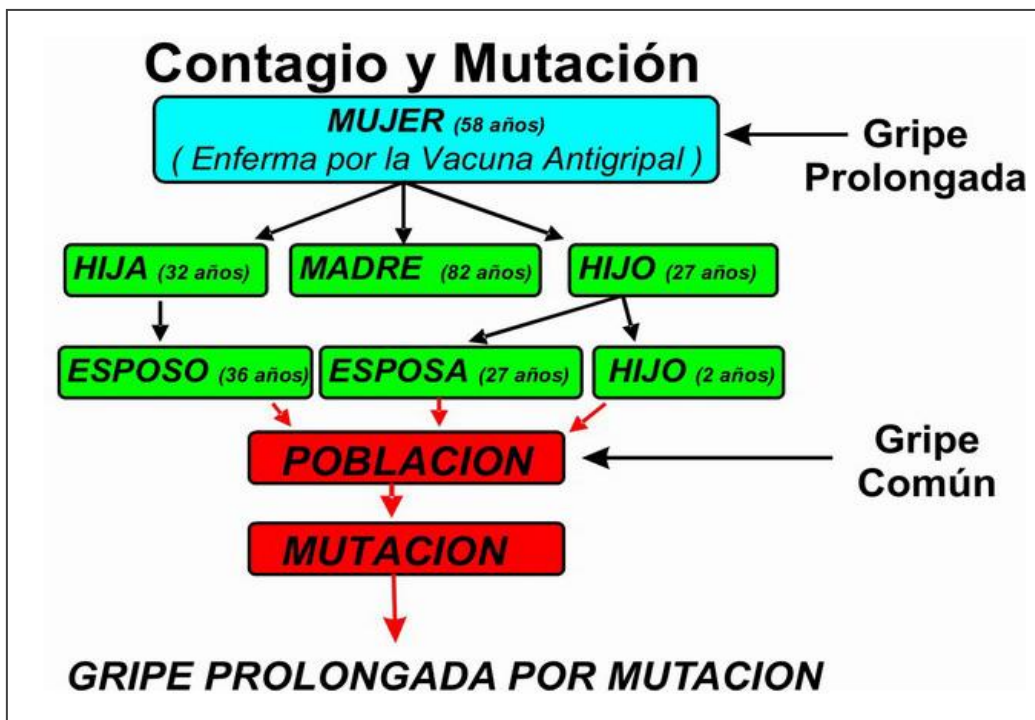 Contagio y Mutación
MUJER (58 años)
( Enferma por la Vacuna Antigripal )
Gripe
Prolongada
HIJA (32 años)
MADRE (82 años)
HIJO (27 años)
ESPOSO (36 años)
ESPOSA (27 años)
HIJO (2 años)
POBLACION
Gripe
Común
MUTACION
GRIPE PROLONGADA POR MUTACION